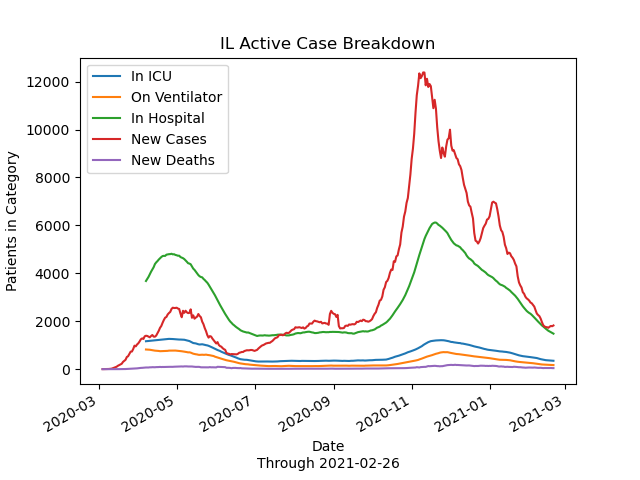 IL Active Case Breakdown
In ICU
On Ventilator
In Hospital
New Cases
New Deaths
Patients in Category
12000
10000
8000
6000
4000
2000
0
2020-03
2020-05
2020-07
2020-09
2020-11
2021-01
2021-03
Date
Through 2021-02-26